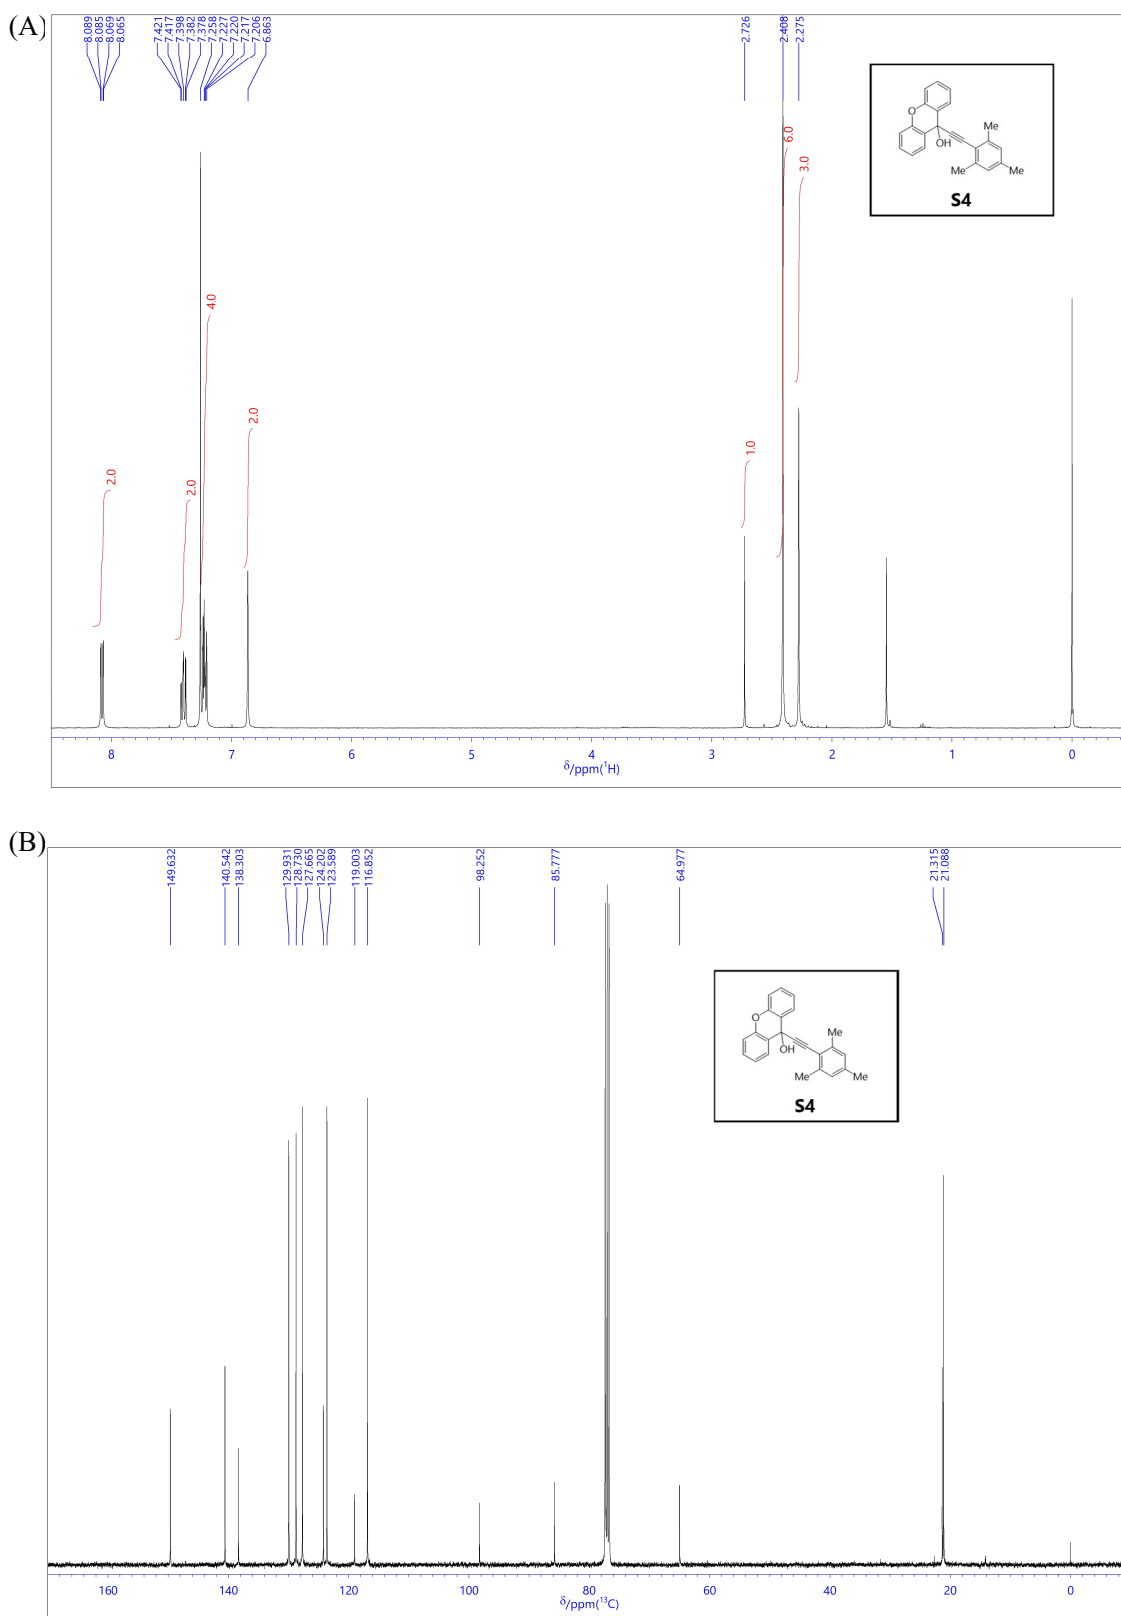 (A)
8.089
8.085
8.069
8.065
7.421
7.417
7.398
7.382
7.378
7.258
7.227
7.220
7.217
7.206
6.863
2.726
2.408
2.275
2.0
2.0
4.0
2.0
1.0
6.0
3.0
O
OH
Me
Me
Me
S4
8 7 6 5 4 3 2 1 0
δ/ppm(¹H)
(B)
149.632
140.542
138.303
129.931
128.730
127.665
124.202
123.589
119.003
116.852
98.252
85.777
64.977
21.315
21.088
O
OH
Me
Me
Me
S4
160 140 120 100 80 60 40 20 0
δ/ppm(¹³C)